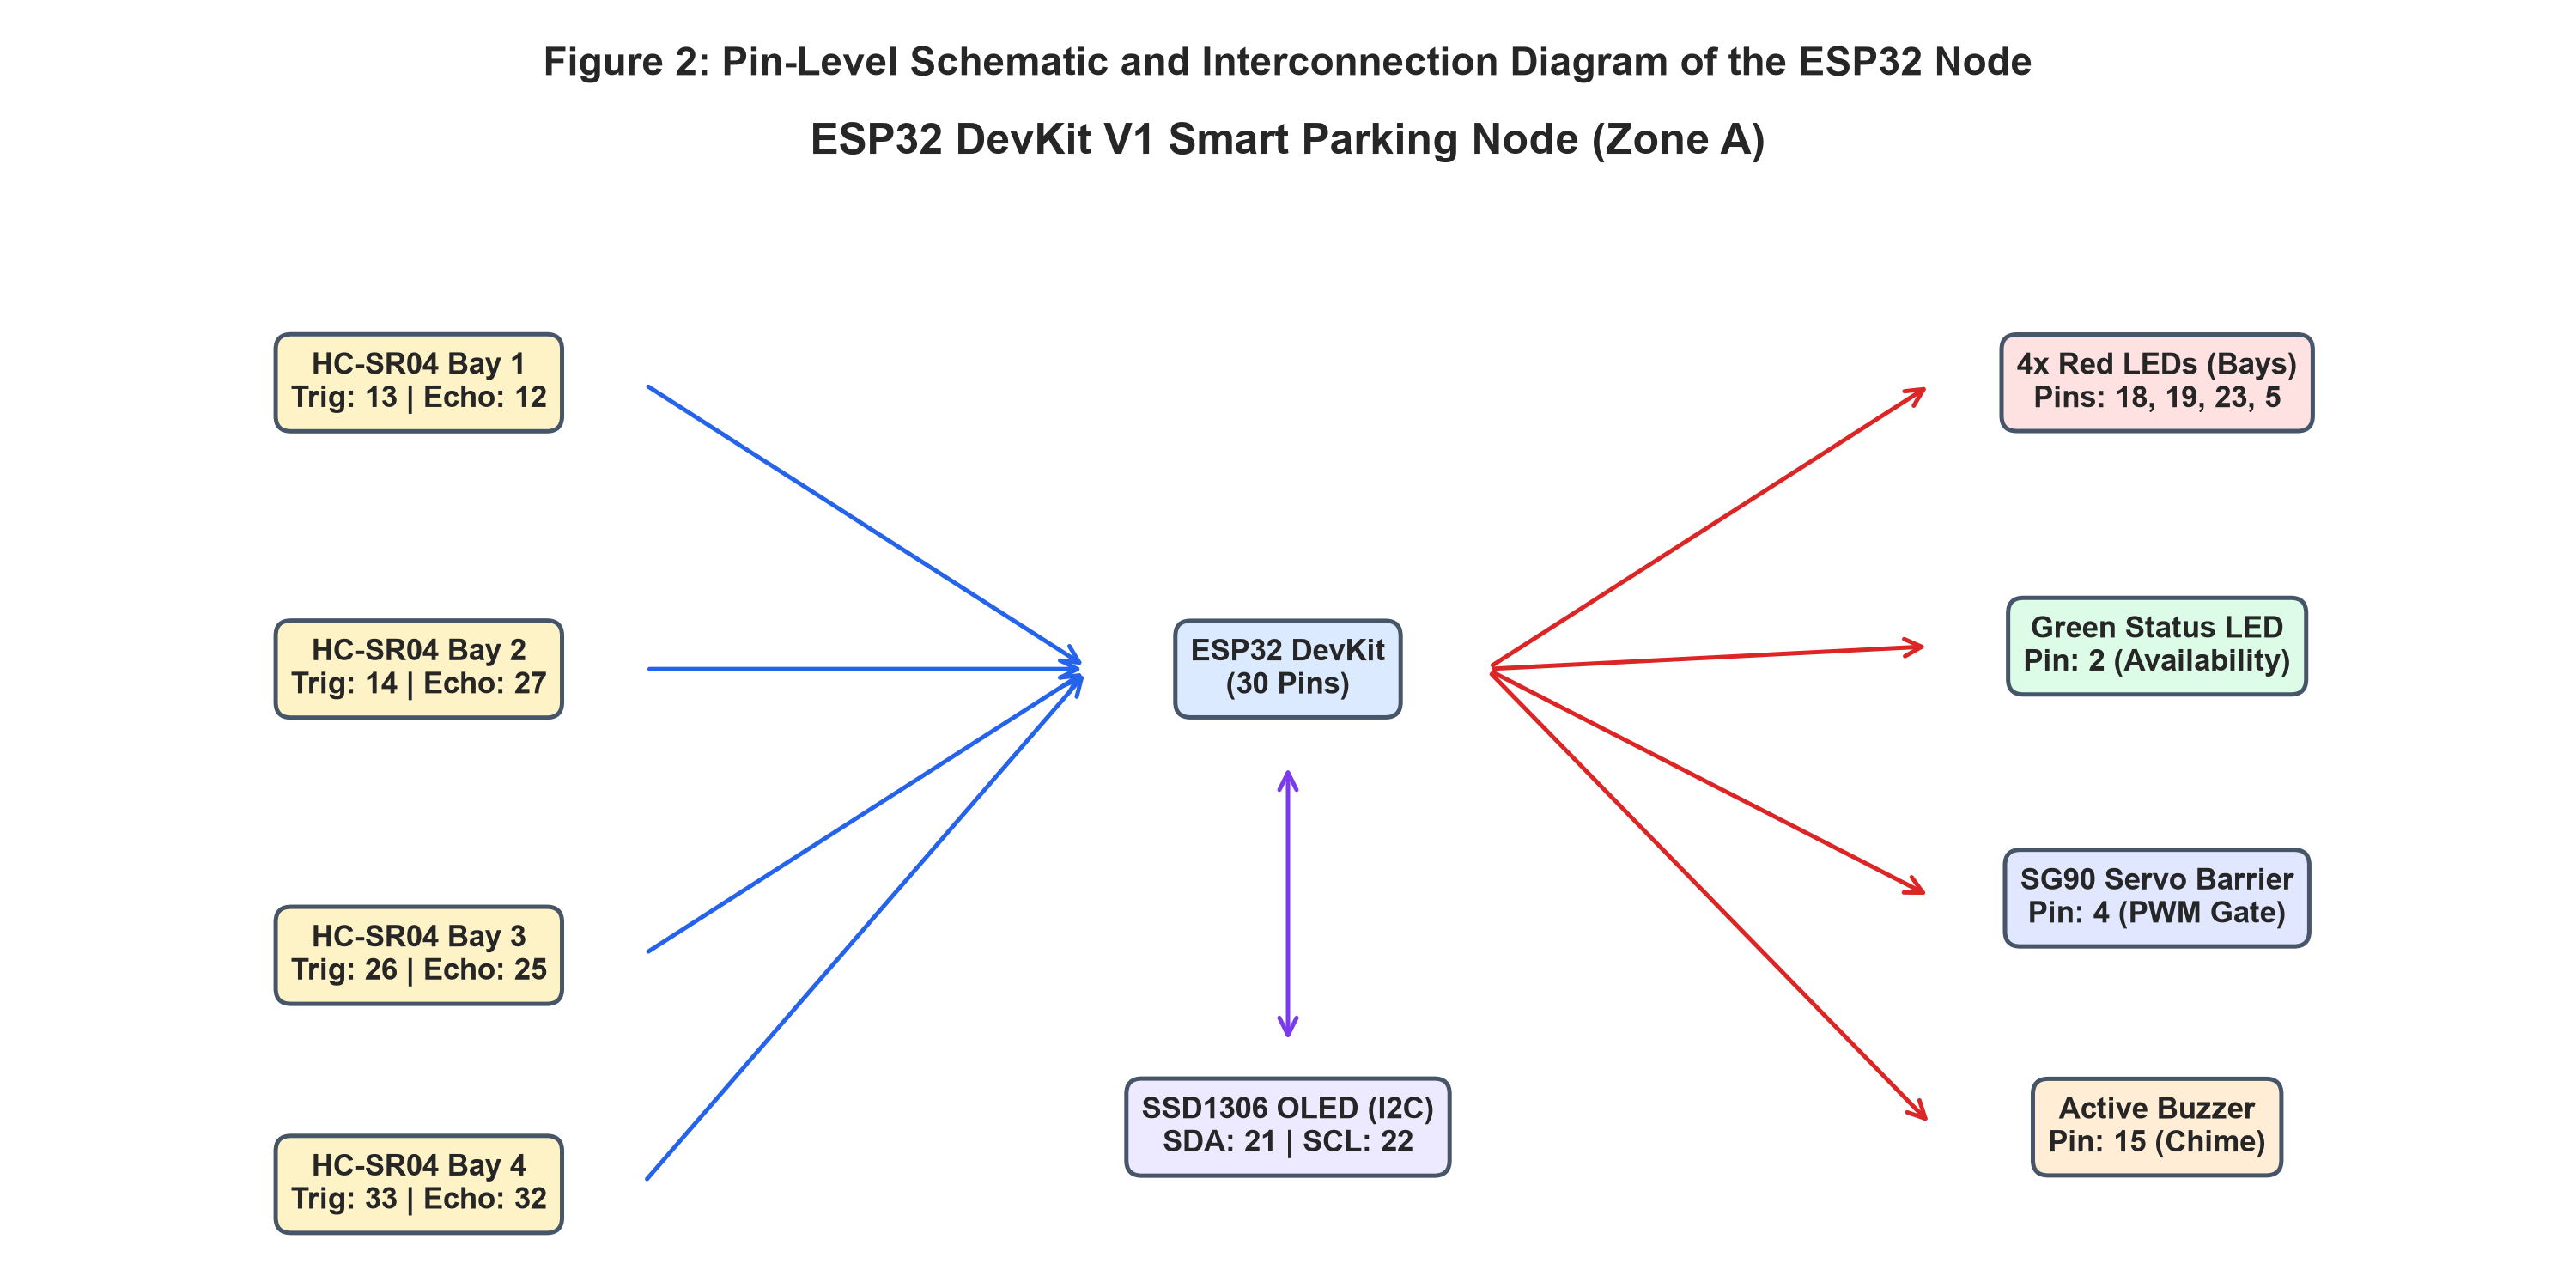 Figure 2: Pin-Level Schematic and Interconnection Diagram of the ESP32 Node
ESP32 DevKit V1 Smart Parking Node (Zone A)
HC-SR04 Bay 1
Trig: 13 | Echo: 12
HC-SR04 Bay 2
Trig: 14 | Echo: 27
HC-SR04 Bay 3
Trig: 26 | Echo: 25
HC-SR04 Bay 4
Trig: 33 | Echo: 32
ESP32 DevKit
(30 Pins)
SSD1306 OLED (I2C)
SDA: 21 | SCL: 22
4x Red LEDs (Bays)
Pins: 18, 19, 23, 5
Green Status LED
Pin: 2 (Availability)
SG90 Servo Barrier
Pin: 4 (PWM Gate)
Active Buzzer
Pin: 15 (Chime)